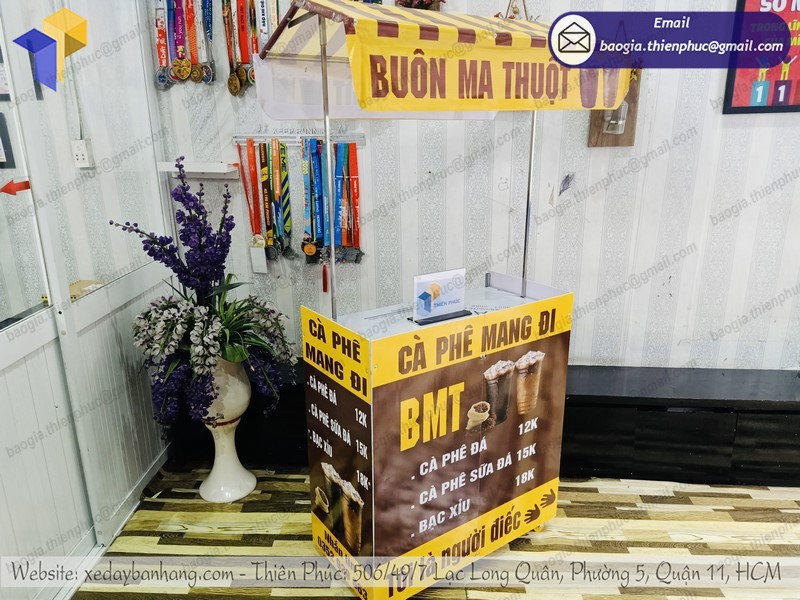 Email
baogia.thienphuc@gmail.com
BUÔN MA THUỘT
THIÊN PHÚC
CÀ PHÊ
MANG ĐI
. CÀ PHÊ ĐÁ 12K
. CÀ PHÊ SỮA ĐÁ 15K
. BẠC XỈU 18K
CÀ PHÊ MANG ĐI
BMT
. CÀ PHÊ ĐÁ 12K
. CÀ PHÊ SỮA ĐÁ 15K
. BẠC XỈU 18K
người điếc
Website: xedaybanhang.com - Thiên Phúc: 506/49/7 Lạc Long Quân, Phường 5, Quận 11, HCM